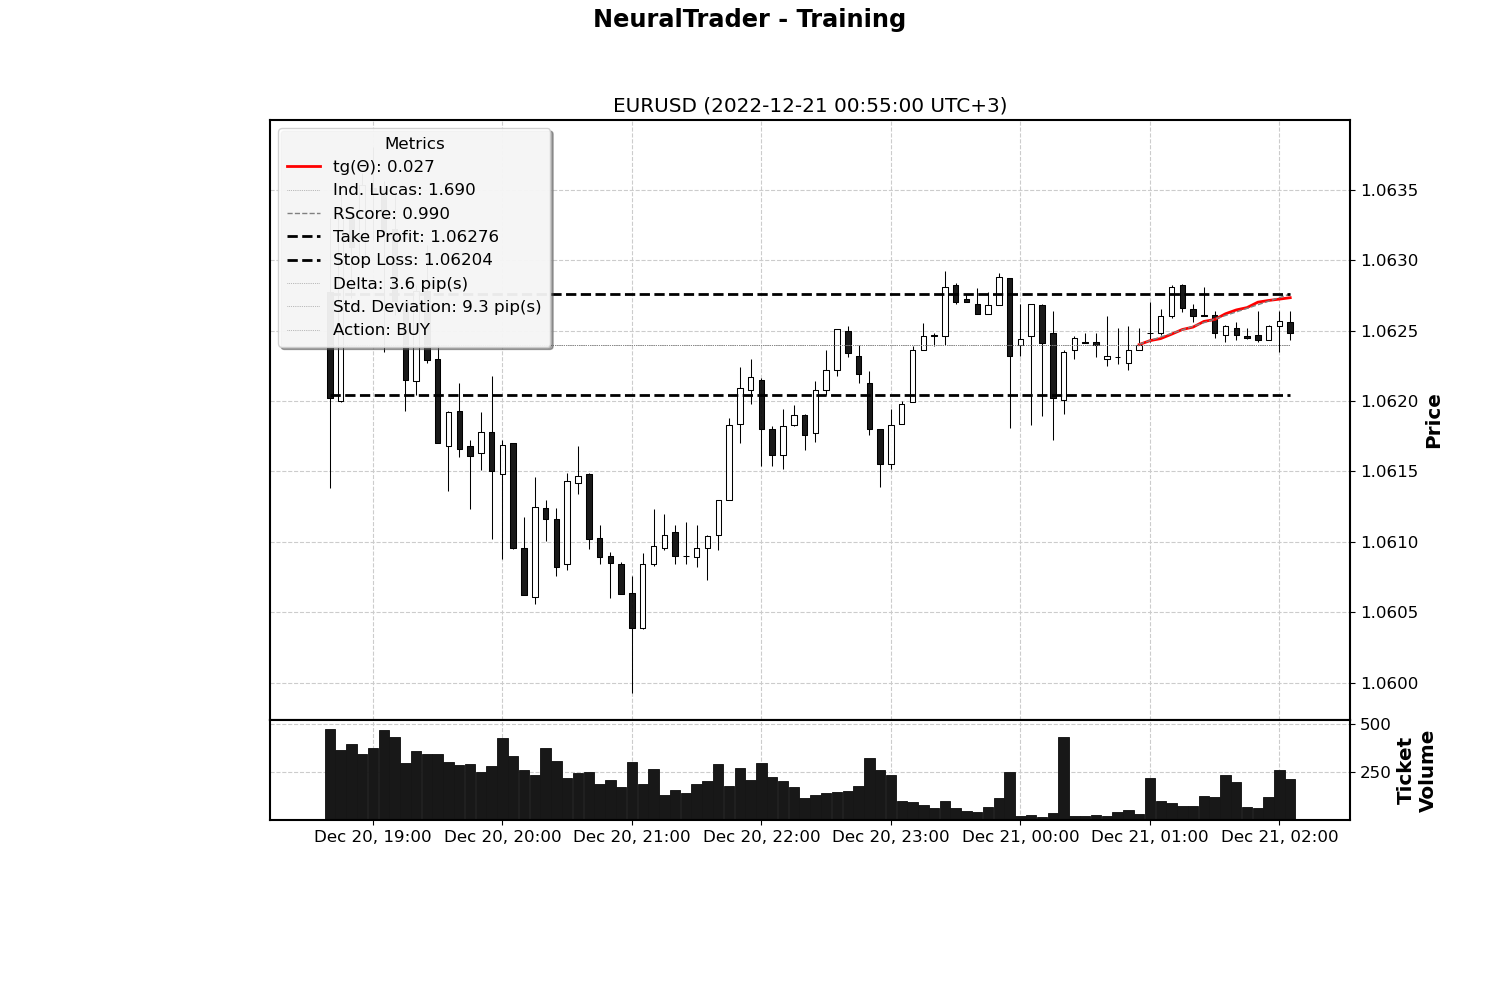 NeuralTrader - Training
EURUSD (2022-12-21 00:55:00 UTC+3)
Metrics
tg(Θ): 0.027
Ind. Lucas: 1.690
RScore: 0.990
Take Profit: 1.06276
Stop Loss: 1.06204
Delta: 3.6 pip(s)
Std. Deviation: 9.3 pip(s)
Action: BUY
1.0635
1.0630
1.0625
1.0620
1.0615
1.0610
1.0605
1.0600
Price
500
250
Ticket
Volume
Dec 20, 19:00
Dec 20, 20:00
Dec 20, 21:00
Dec 20, 22:00
Dec 20, 23:00
Dec 21, 00:00
Dec 21, 01:00
Dec 21, 02:00